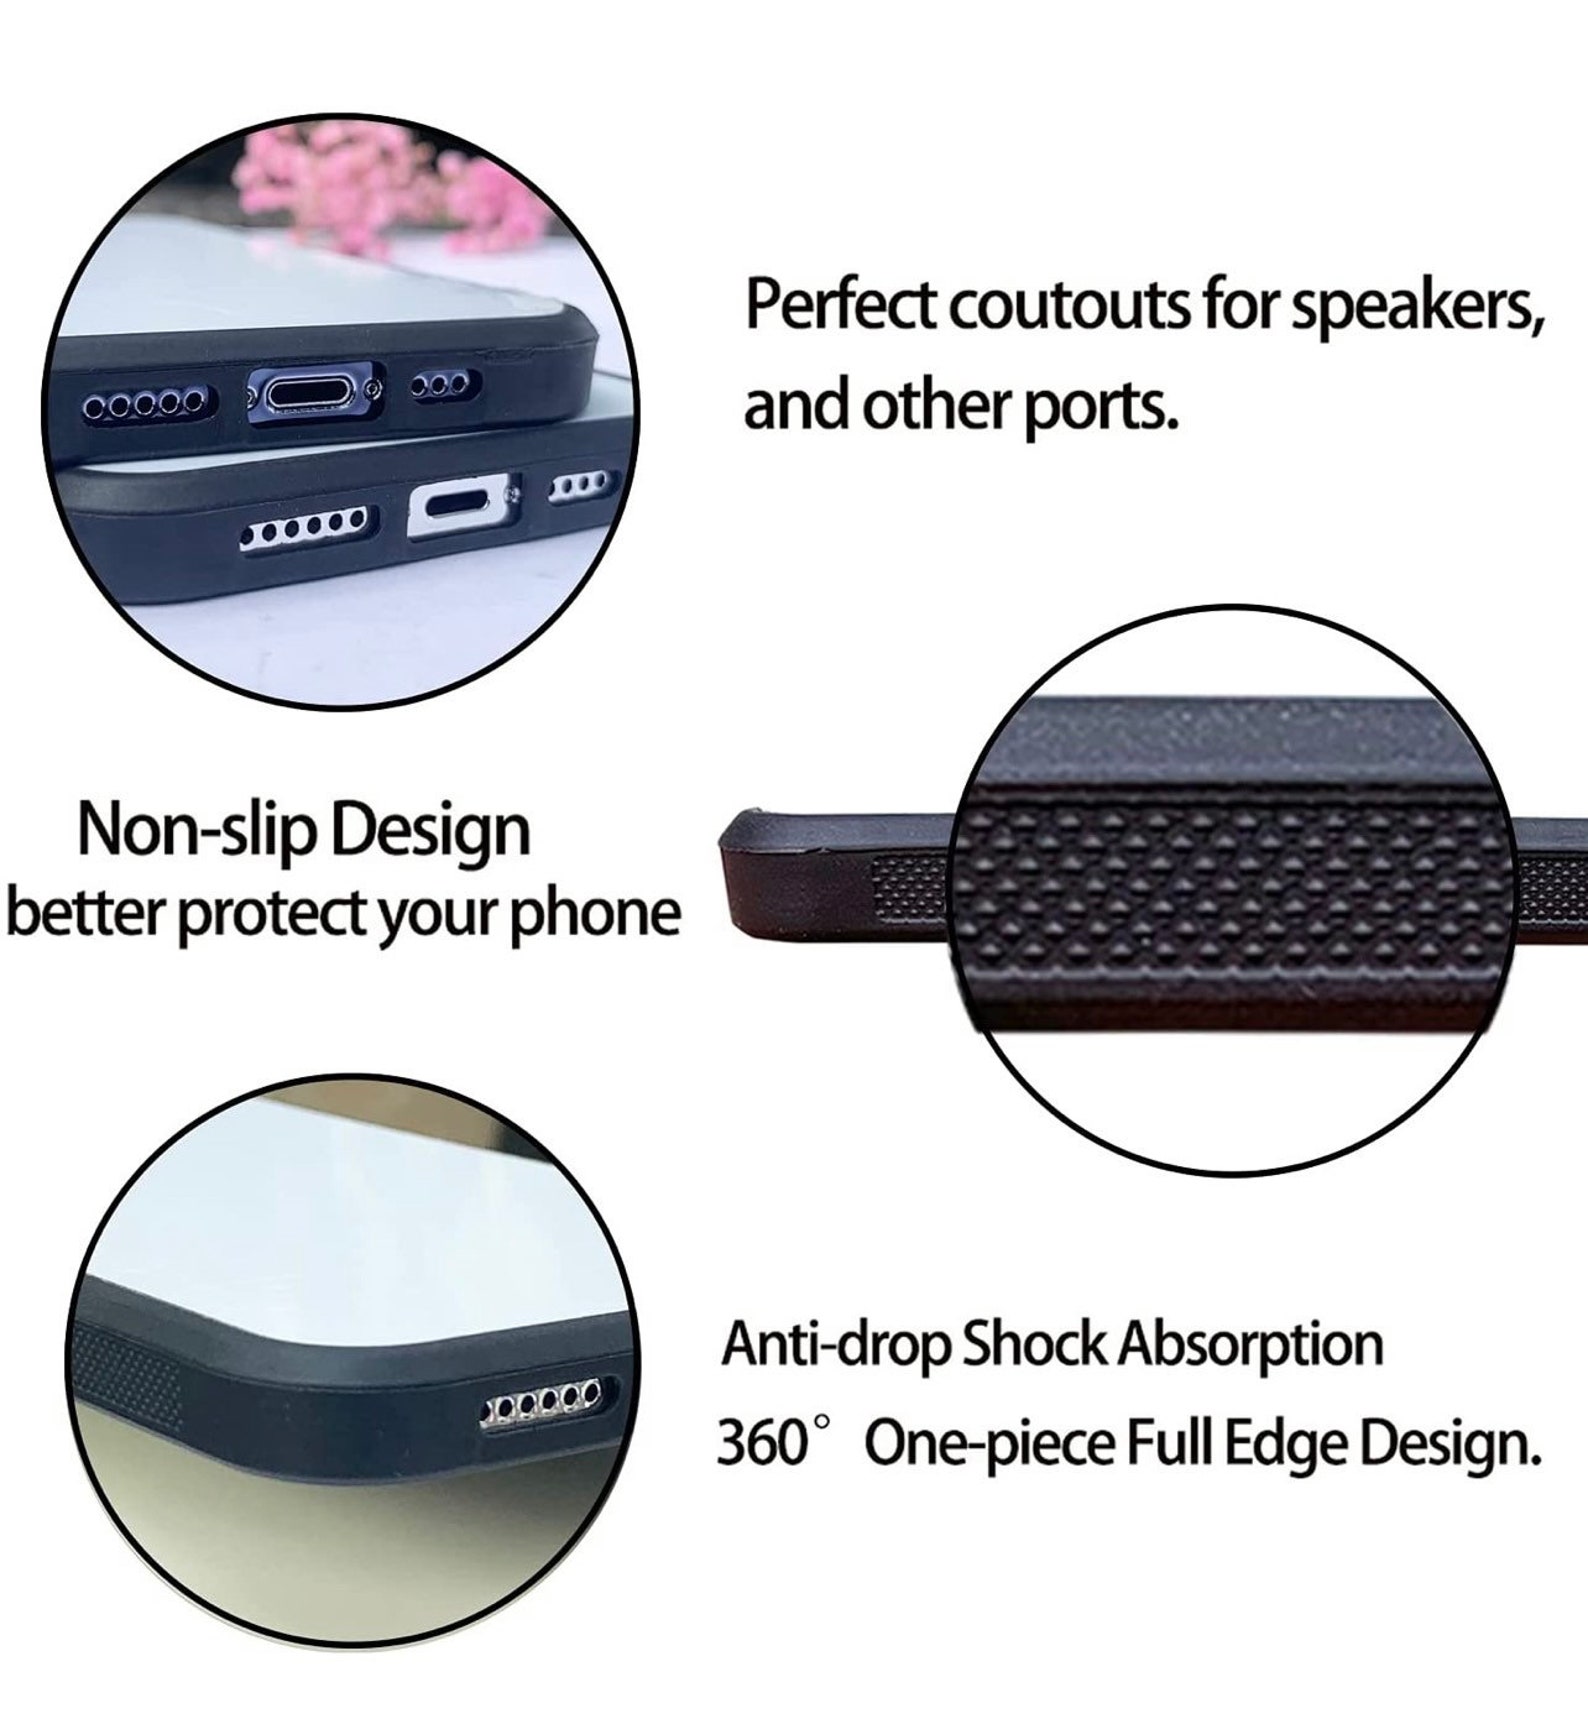 Perfect coutouts for speakers,
and other ports.
Non-slip Design
better protect your phone
Anti-drop Shock Absorption
360° One-piece Full Edge Design.